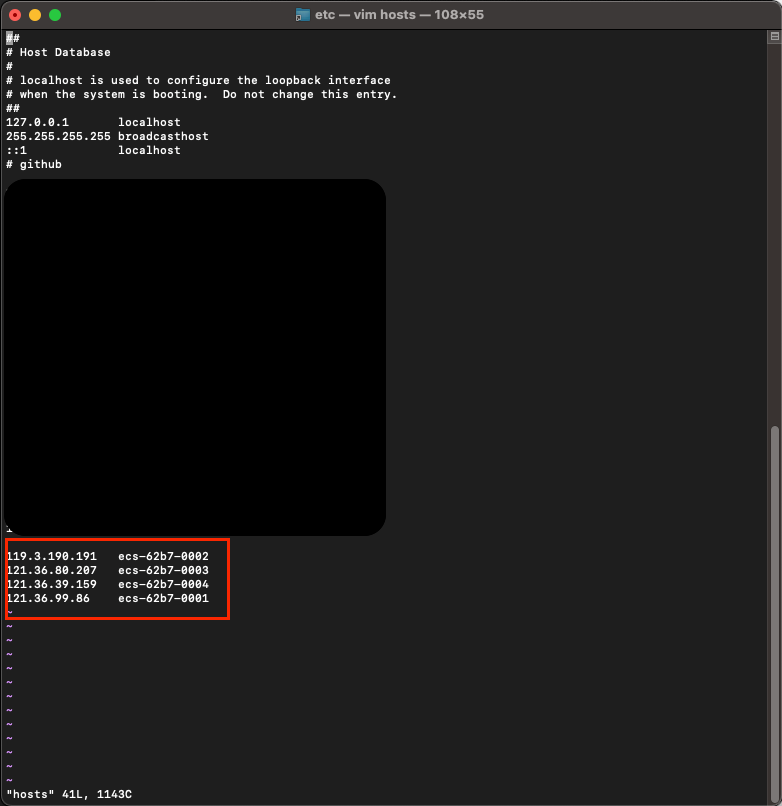 etc — vim hosts — 108×55
##
# Host Database
#
# localhost is used to configure the loopback interface
# when the system is booting.  Do not change this entry.
##
127.0.0.1       localhost
255.255.255.255 broadcasthost
::1             localhost
# github
119.3.190.191   ecs-62b7-0002
121.36.80.207   ecs-62b7-0003
121.36.39.159   ecs-62b7-0004
121.36.99.86    ecs-62b7-0001
~
~
~
~
~
~
~
~
~
~
~
~
~
"hosts" 41L, 1143C